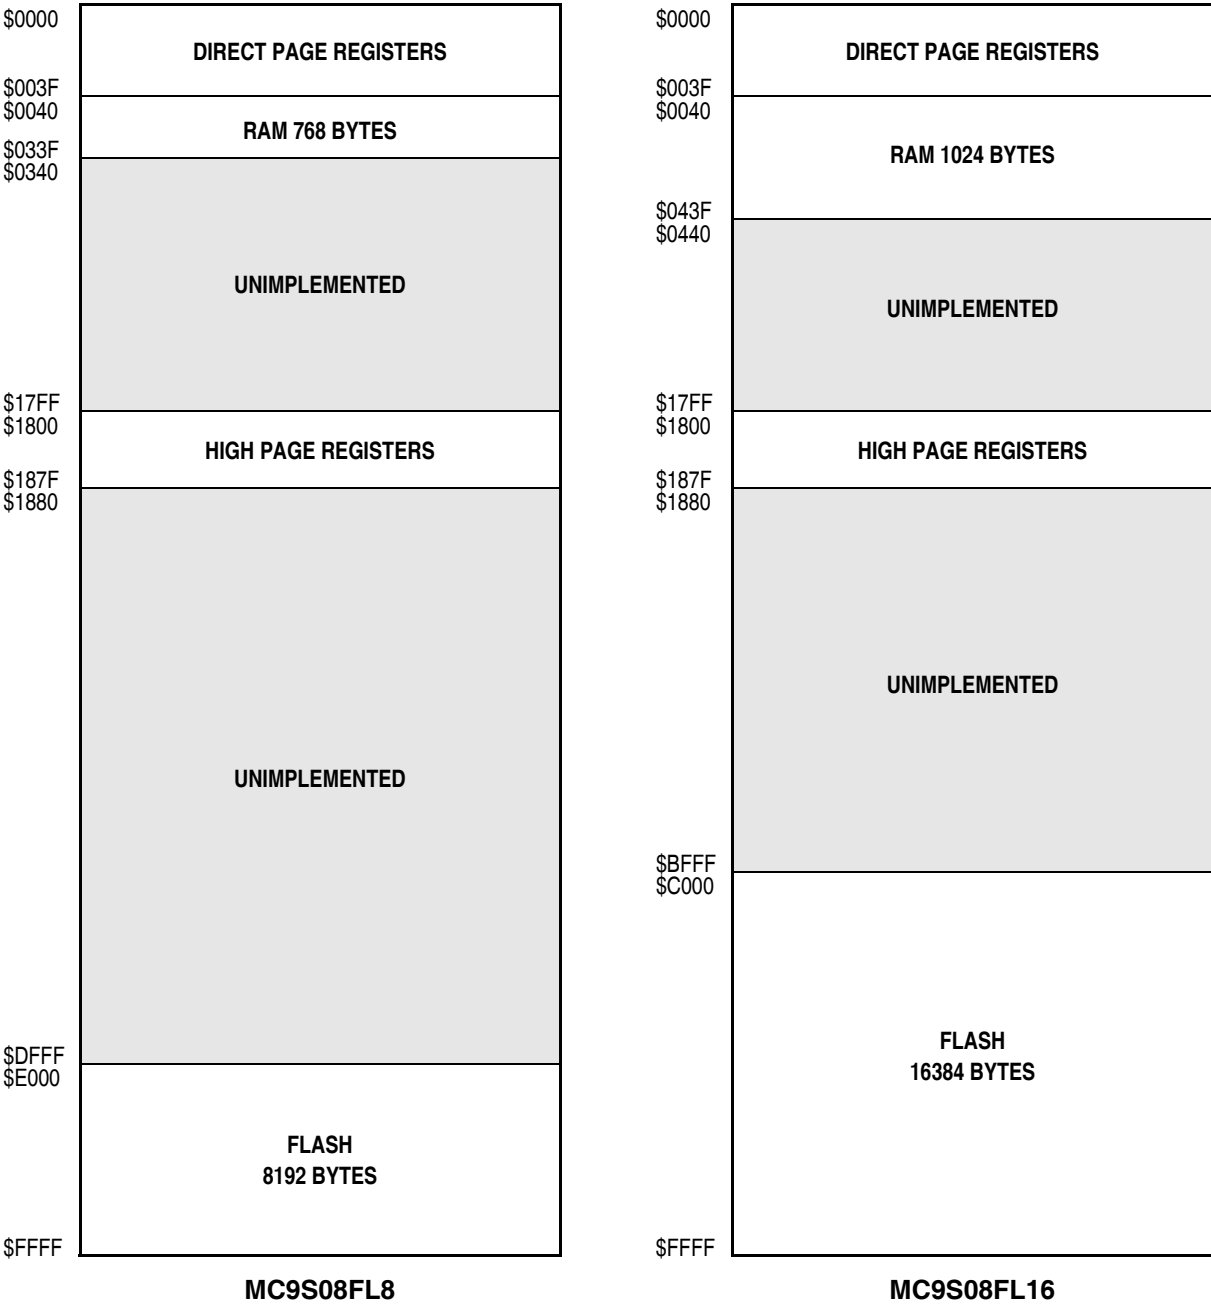 $0000
DIRECT PAGE REGISTERS
$003F
$0040
RAM 768 BYTES
$033F
$0340
UNIMPLEMENTED
$17FF
$1800
HIGH PAGE REGISTERS
$187F
$1880
UNIMPLEMENTED
$DFFF
$E000
FLASH
8192 BYTES
$FFFF
MC9S08FL8
$0000
DIRECT PAGE REGISTERS
$003F
$0040
RAM 1024 BYTES
$043F
$0440
UNIMPLEMENTED
$17FF
$1800
HIGH PAGE REGISTERS
$187F
$1880
UNIMPLEMENTED
$BFFF
$C000
FLASH
16384 BYTES
$FFFF
MC9S08FL16